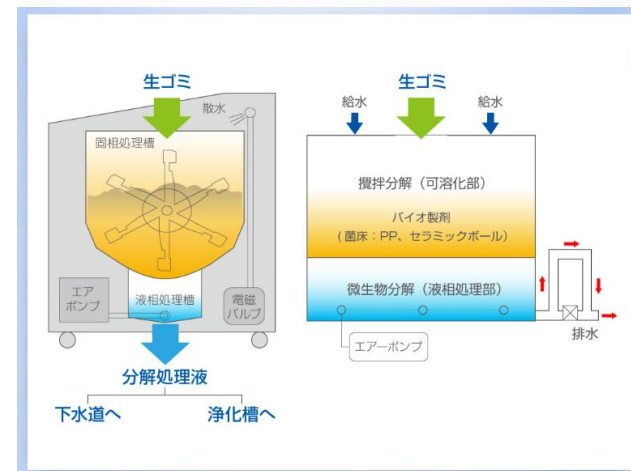 生ゴミ
散水
固相処理槽
エア
ポンプ
液相処理槽
電磁
バルブ
分解処理液
下水道へ
浄化槽へ
生ゴミ
給水
給水
攪拌分解（可溶化部）
バイオ製剤
(菌床：PP、セラミックボール）
微生物分解（液相処理部）
エアーポンプ
排水